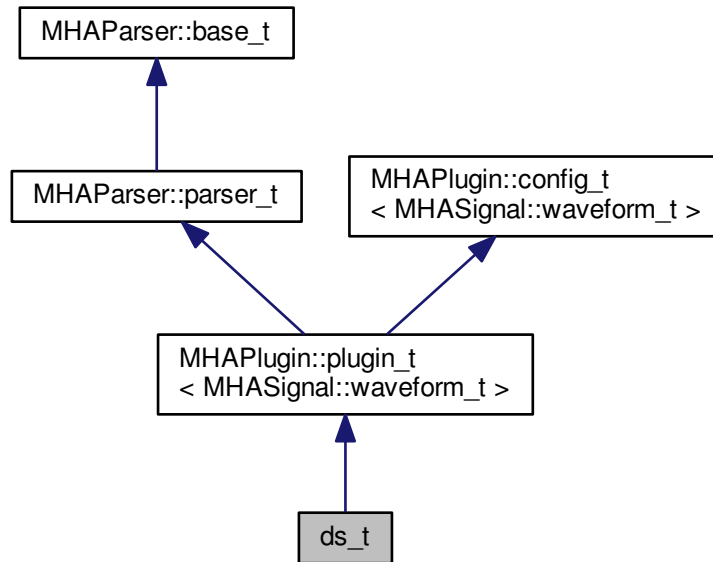 MHAParser::base_t
MHAParser::parser_t
MHAPlugin::config_t
< MHASignal::waveform_t >
MHAPlugin::plugin_t
< MHASignal::waveform_t >
ds_t